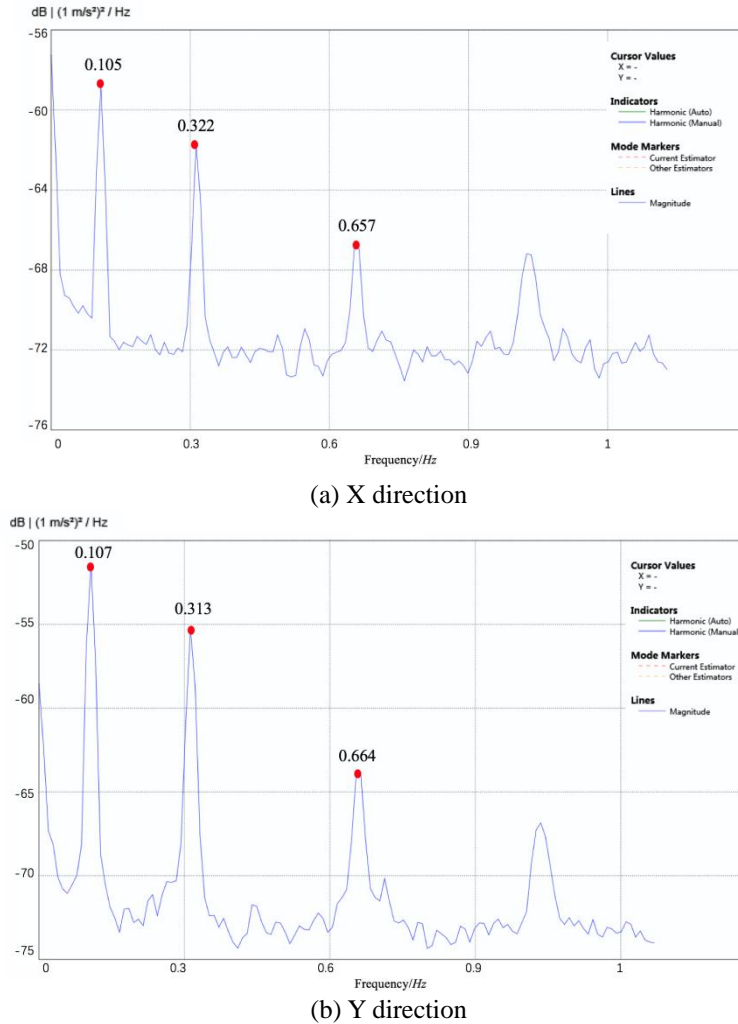 dB | (1 m/s²)² / Hz
-56
0.105
Cursor Values
X = -
Y = -
-60
Indicators
Harmonic (Auto)
0.322
Harmonic (Manual)
Mode Markers
Current Estimator
Other Estimators
-64
Lines
0.657
Magnitude
-68
-72
-76
0 0.3 0.6 0.9 1
Frequency/Hz
(a) X direction
dB | (1 m/s²)² / Hz
-50
0.107
Cursor Values
X = -
Y = -
-55
0.313
Indicators
Harmonic (Auto)
Harmonic (Manual)
Mode Markers
Current Estimator
Other Estimators
-60
Lines
Magnitude
0.664
-65
-70
-75
0 0.3 0.6 0.9 1
Frequency/Hz
(b) Y direction